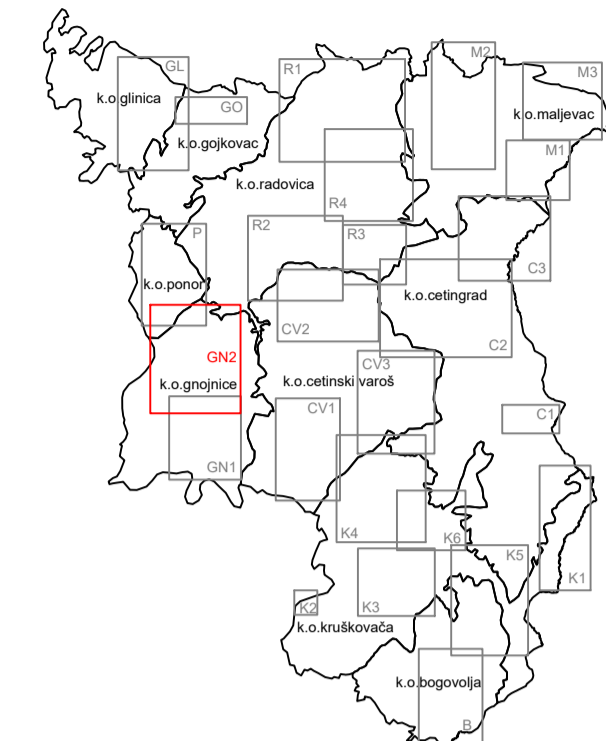 M2
GL
R1
M3
k.o.glinica
GO
k.o.maljevac
k.o.gojkovac
M1
k.o.radovica
R4
R2
P
R3
C3
k.o.ponor
k.o.cetingrad
CV2
C2
GN2
CV3
k.o.gnojnice
k.o.cetinski varoš
CV1
C1
GN1
K4
K6
K5
K1
K2
K3
k.o.kruškovača
k.o.bogovolja
B